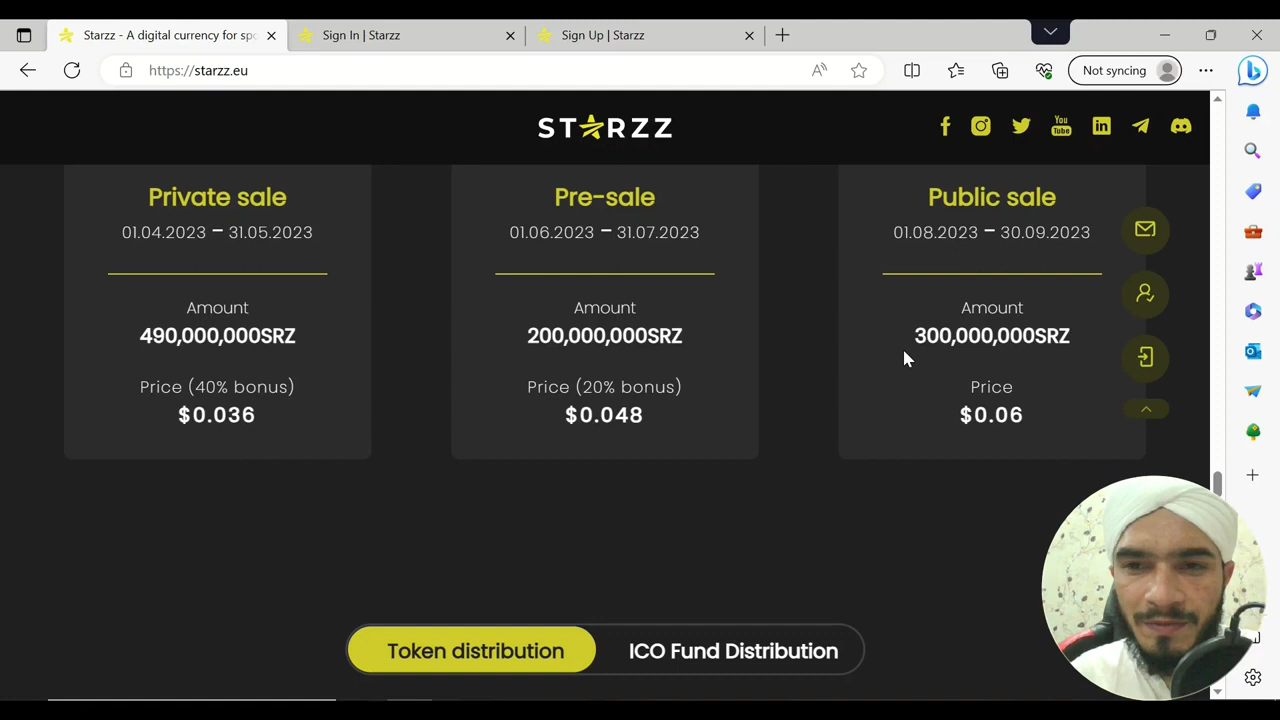 Starzz - A digital currency for spo
Sign In | Starzz
Sign Up | Starzz
https://starzz.eu
Not syncing
STARZZ
You Tube
Private sale
01.04.2023 – 31.05.2023
Amount
490,000,000SRZ
Price (40% bonus)
$0.036
Pre-sale
01.06.2023 – 31.07.2023
Amount
200,000,000SRZ
Price (20% bonus)
$0.048
Public sale
01.08.2023 – 30.09.2023
Amount
300,000,000SRZ
Price
$0.06
Token distribution
ICO Fund Distribution